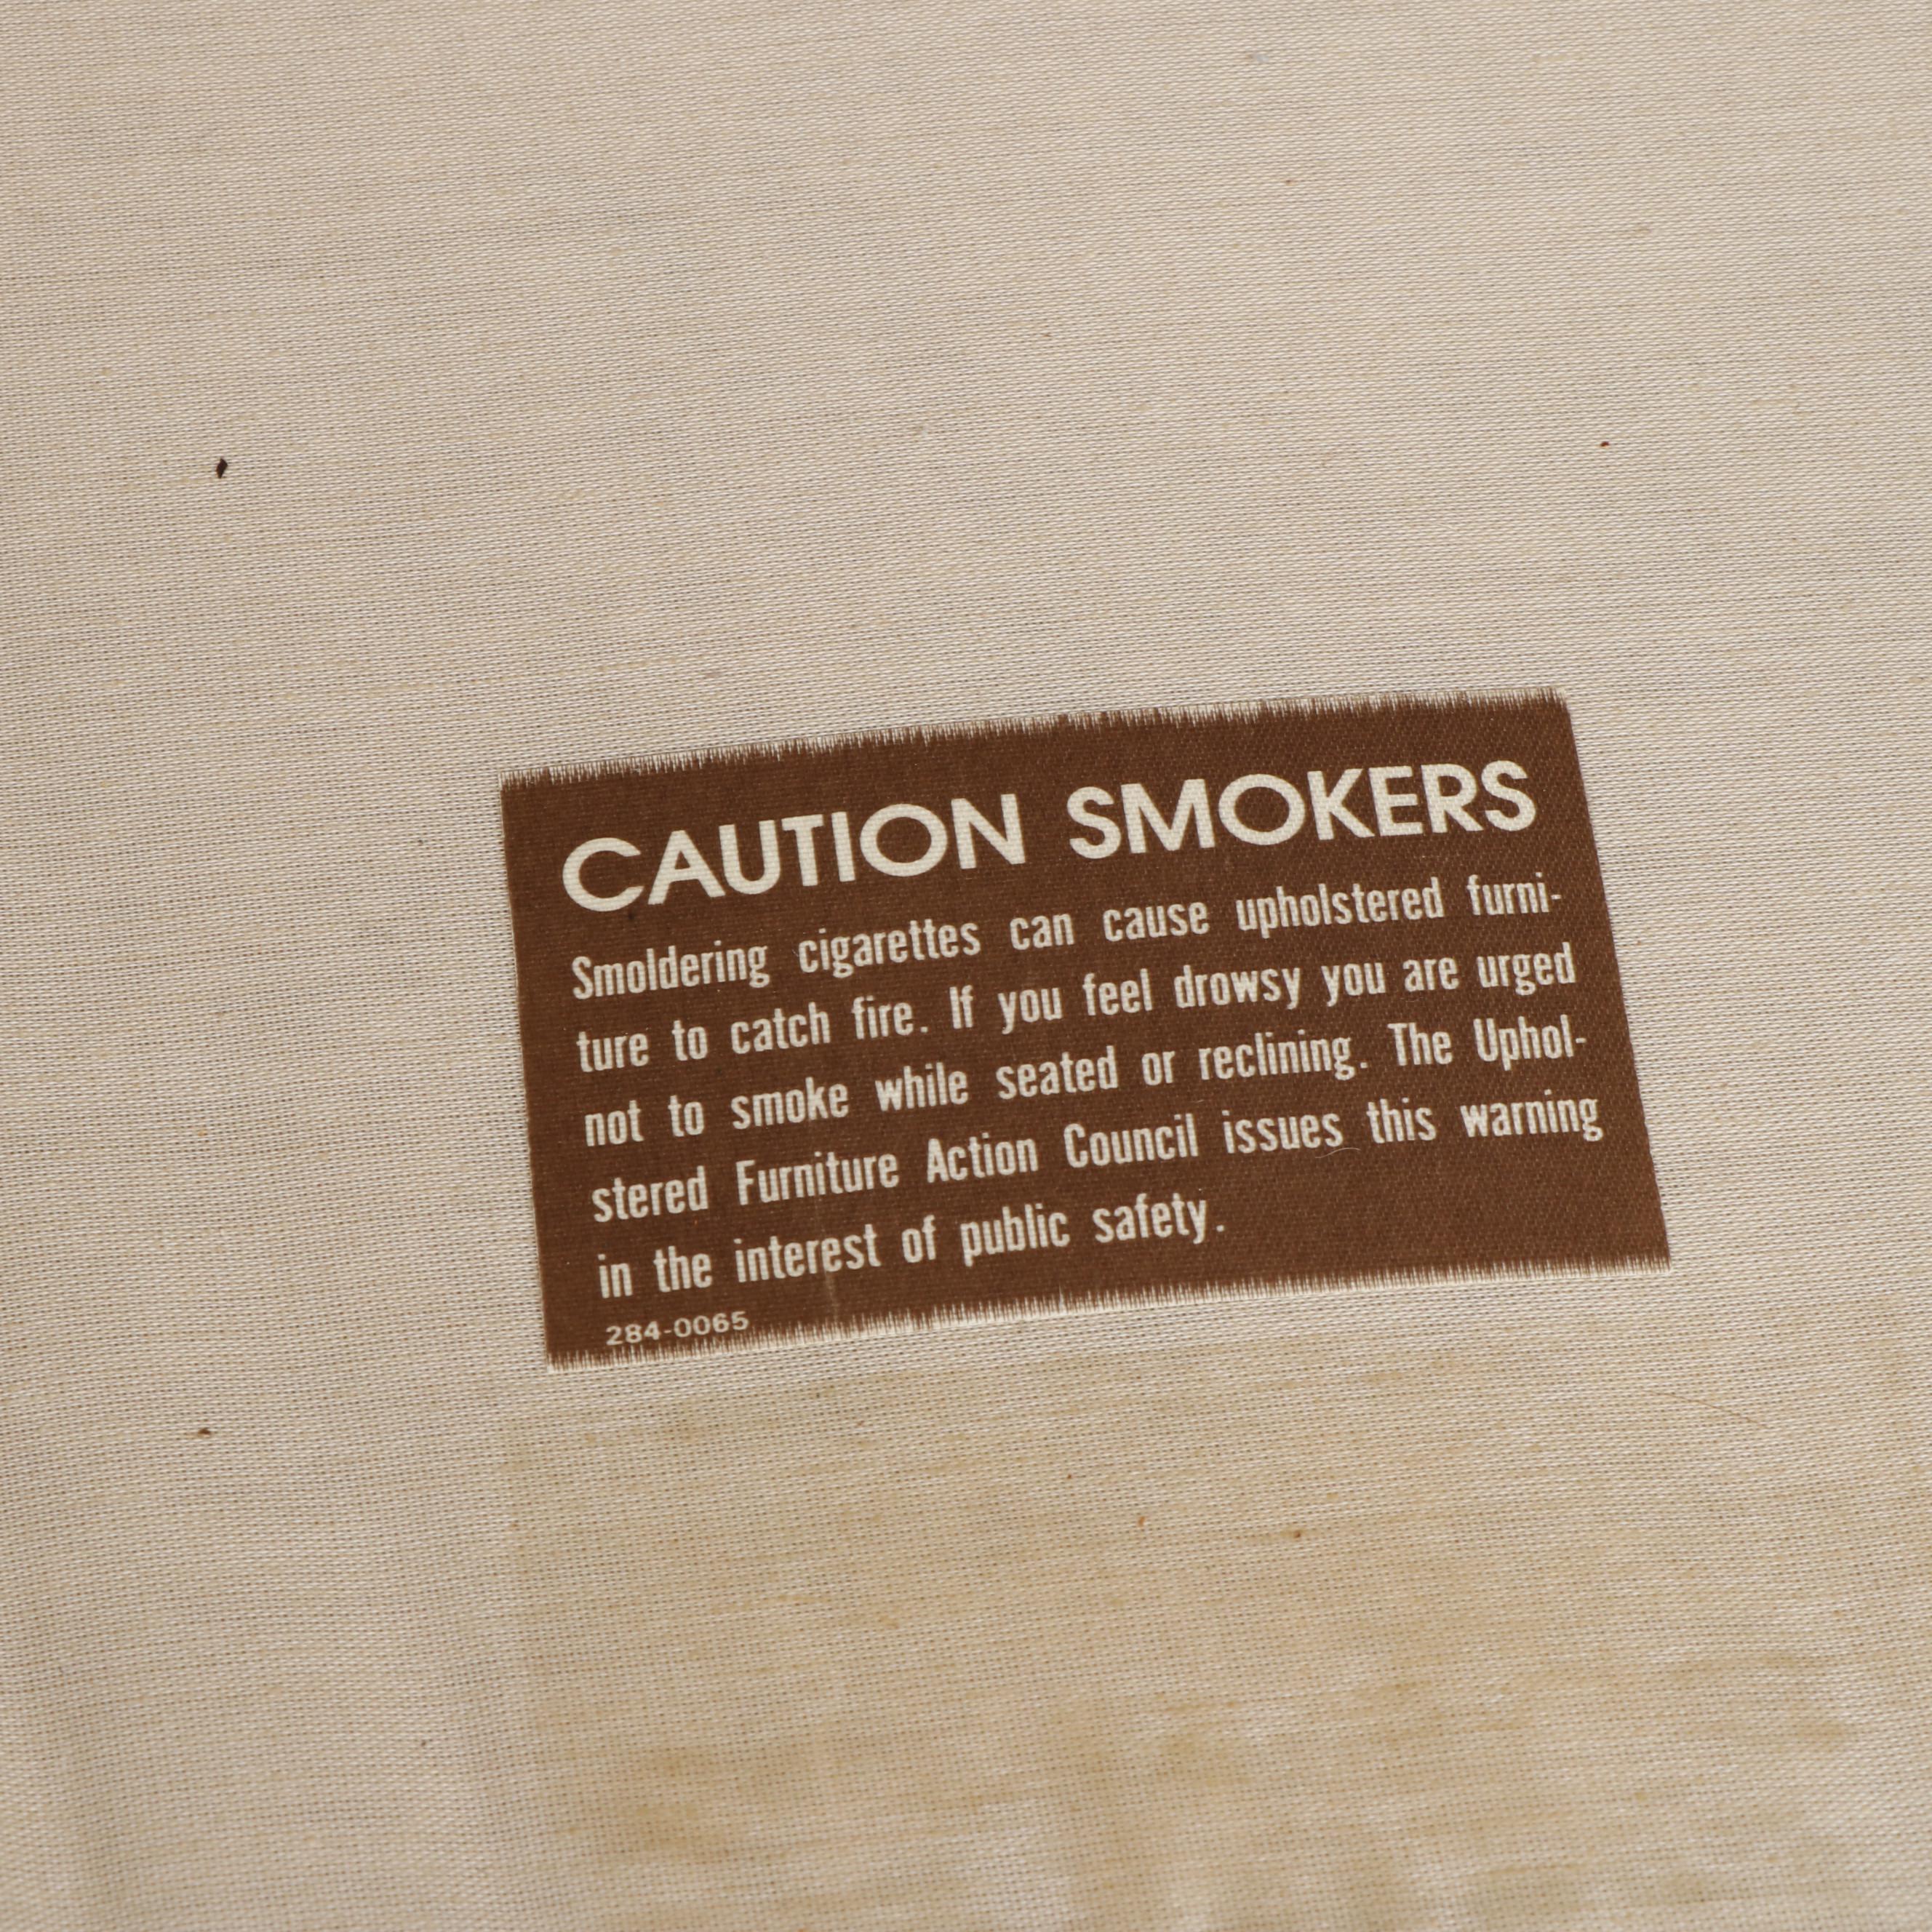 CAUTION SMOKERS
Smoldering cigarettes can cause upholstered furni-
ture to catch fire. If you feel drowsy you are urged
not to smoke while seated or reclining. The Uphol-
stered Furniture Action Council issues this warning
in the interest of public safety.
284-0065